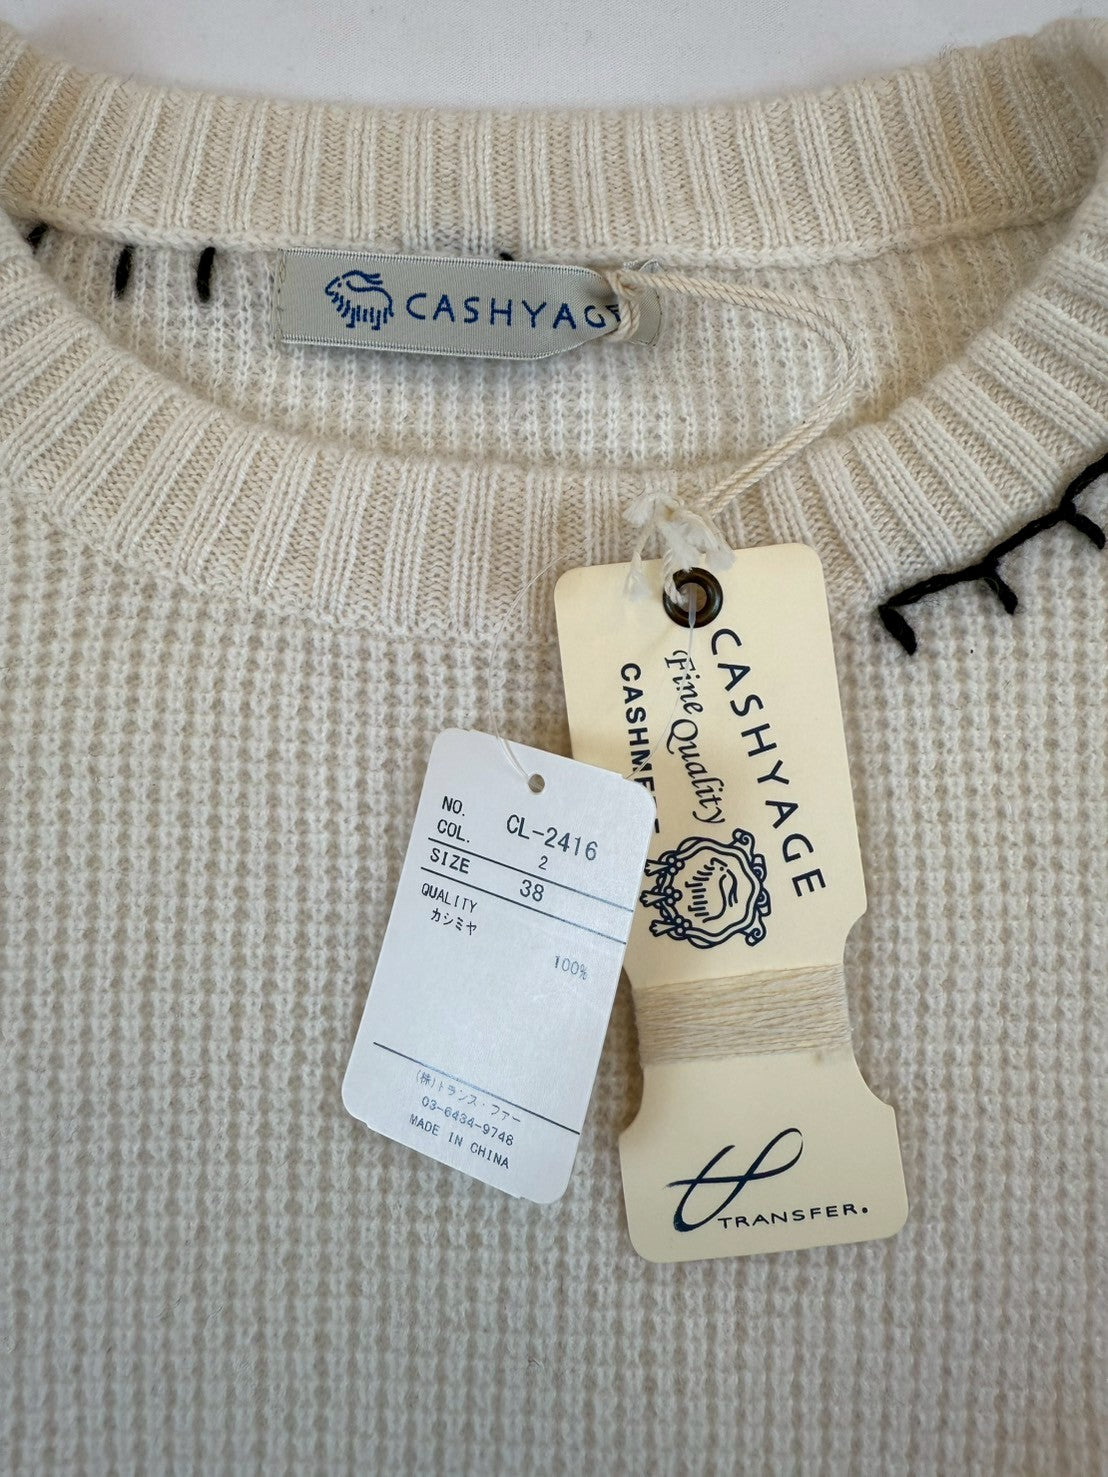 CASHYAGE
CASHYAGE
Fine Quality
CASHME
NO. CL-2416
COL. 2
SIZE 38
QUALITY
カシミヤ
100%
(株)トランス・ファー
03-6434-9748
MADE IN CHINA
TRANSFER.